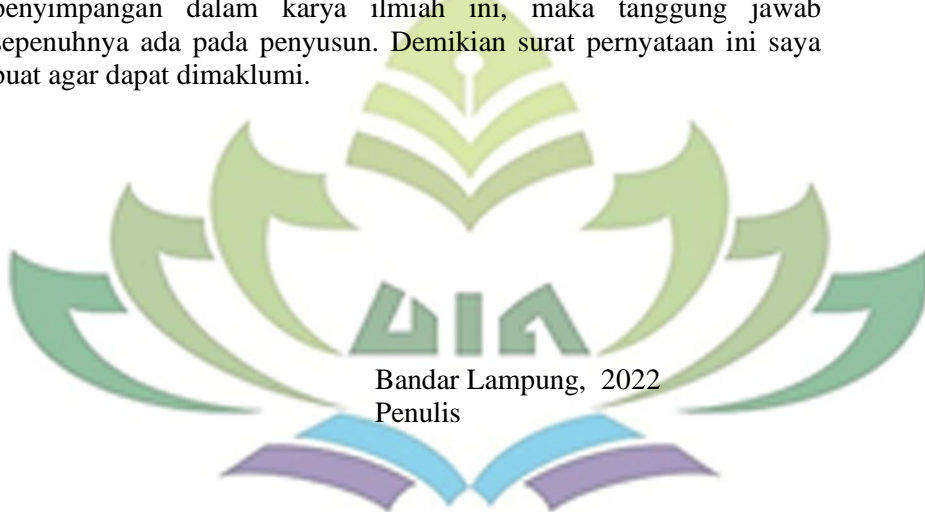 penyimpangan dalam karya ilmiah ini, maka tanggung jawab
sepenuhnya ada pada penyusun. Demikian surat pernyataan ini saya
buat agar dapat dimaklumi.
UIN
Bandar Lampung, 2022
Penulis